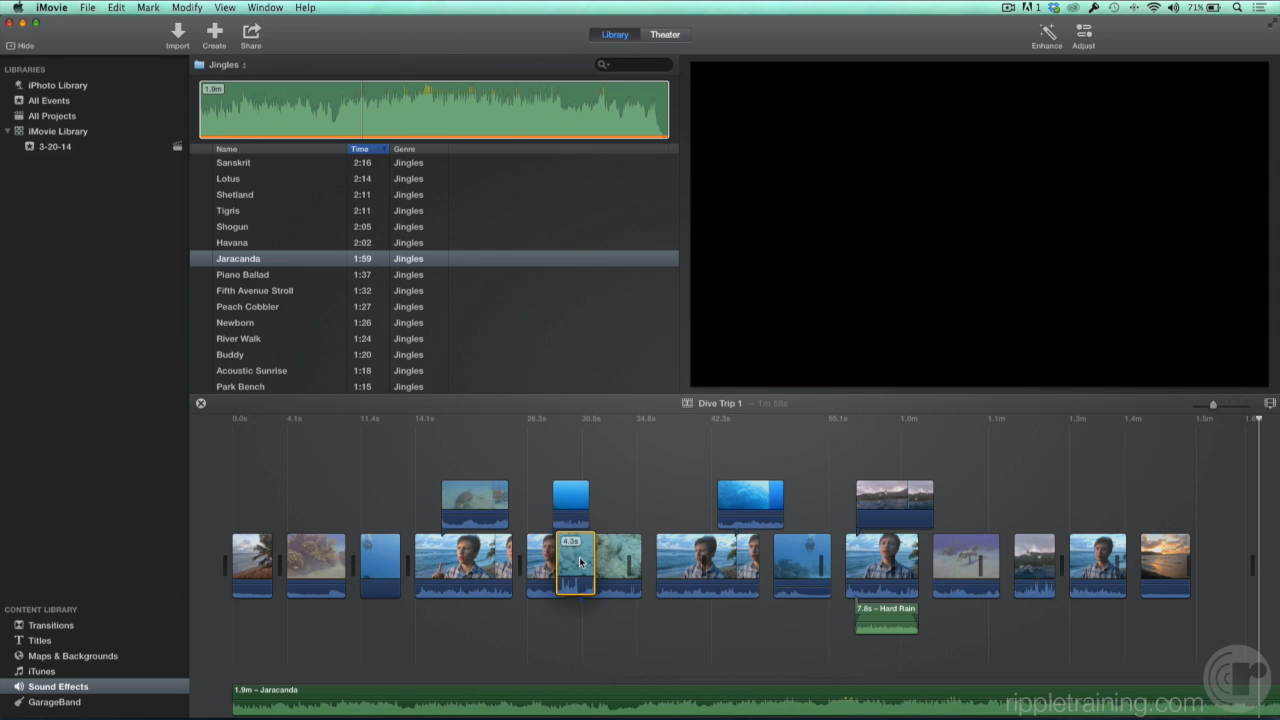 iMovie File Edit Mark Modify View Window Help
1 71%
Hide Import Create Share Library Theater Enhance Adjust
LIBRARIES
iPhoto Library
All Events
All Projects
iMovie Library
3-20-14
Jingles
1.9m
Name Time Genre
Sanskrit 2:16 Jingles
Lotus 2:14 Jingles
Shetland 2:11 Jingles
Tigris 2:11 Jingles
Shogun 2:05 Jingles
Havana 2:02 Jingles
Jaracanda 1:59 Jingles
Piano Ballad 1:37 Jingles
Fifth Avenue Stroll 1:32 Jingles
Peach Cobbler 1:27 Jingles
Newborn 1:26 Jingles
River Walk 1:24 Jingles
Buddy 1:20 Jingles
Acoustic Sunrise 1:18 Jingles
Park Bench 1:15 Jingles
Dive Trip 1 – 1m 58s
0.0s 4.1s 11.4s 14.1s 26.3s 30.5s 34.8s 42.3s 55.1s 1.0m 1.1m 1.3m 1.4m 1.5m
4.3s
7.8s – Hard Rain
CONTENT LIBRARY
Transitions
Titles
Maps & Backgrounds
iTunes
Sound Effects
GarageBand
1.9m – Jaracanda
rippletraining.com